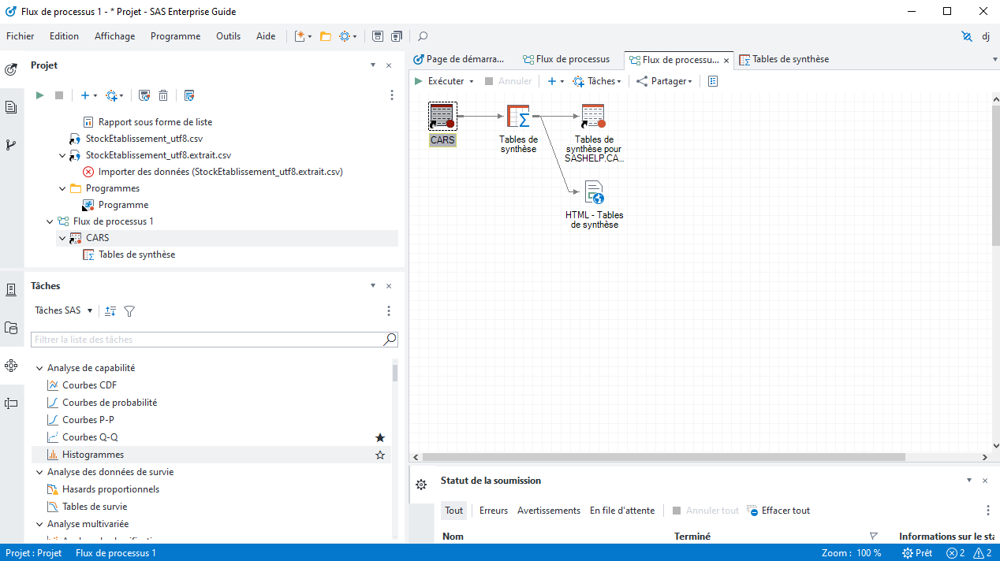 Flux de processus 1 - * Projet - SAS Enterprise Guide
Fichier Edition Affichage Programme Outils Aide dj
Projet
Rapport sous forme de liste
StockEtablissement_utf8.csv
StockEtablissement_utf8.extrait.csv
Importer des données (StockEtablissement_utf8.extrait.csv)
Programmes
Programme
Flux de processus 1
CARS
Tables de synthèse
Tâches
Tâches SAS
Filtrer la liste des tâches
Analyse de capabilité
Courbes CDF
Courbes de probabilité
Courbes P-P
Courbes Q-Q
Histogrammes
Analyse des données de survie
Hasards proportionnels
Tables de survie
Analyse multivariée
Page de démarra... Flux de processus Flux de processu... Tables de synthèse
Exécuter Annuler Tâches Partager
CARS
Tables de
synthèse
Tables de
synthèse pour
SASHELP.CA...
HTML - Tables
de synthèse
Statut de la soumission
Tout Erreurs Avertissements En file d'attente Annuler tout Effacer tout
Nom Terminé Informations sur le sta
Projet : Projet Flux de processus 1 Zoom : 100 % Prêt 2 2